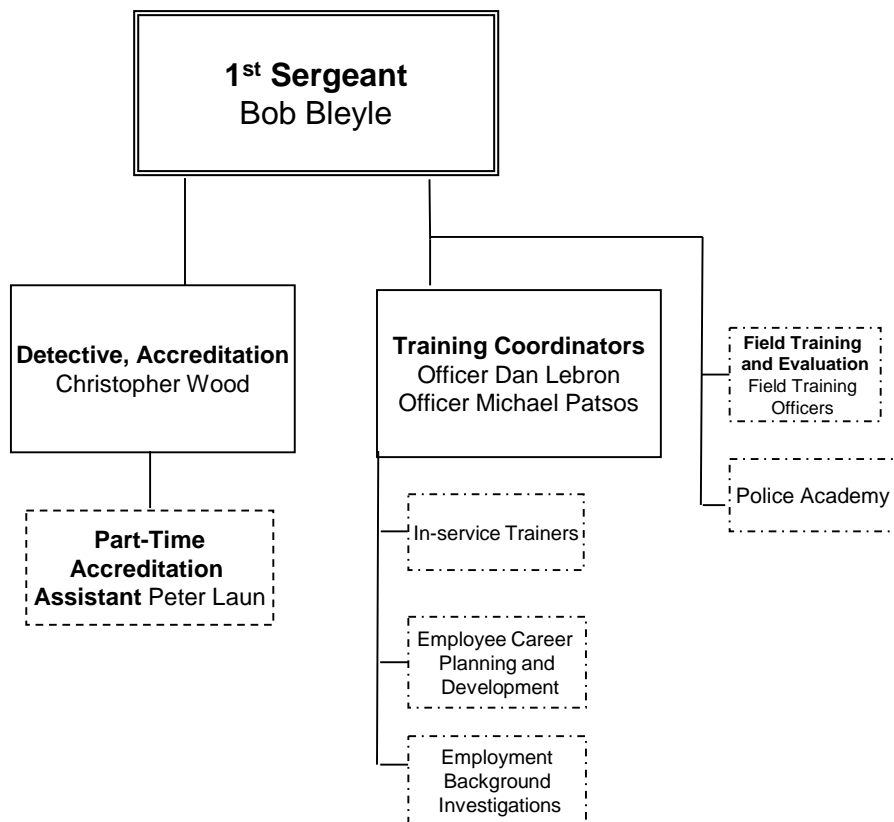 1st Sergeant
Bob Bleyle
Detective, Accreditation
Christopher Wood
Training Coordinators
Officer Dan Lebron
Officer Michael Patsos
Field Training
and Evaluation
Field Training
Officers
Police Academy
Part-Time
Accreditation
Assistant Peter Laun
In-service Trainers
Employee Career
Planning and
Development
Employment
Background
Investigations